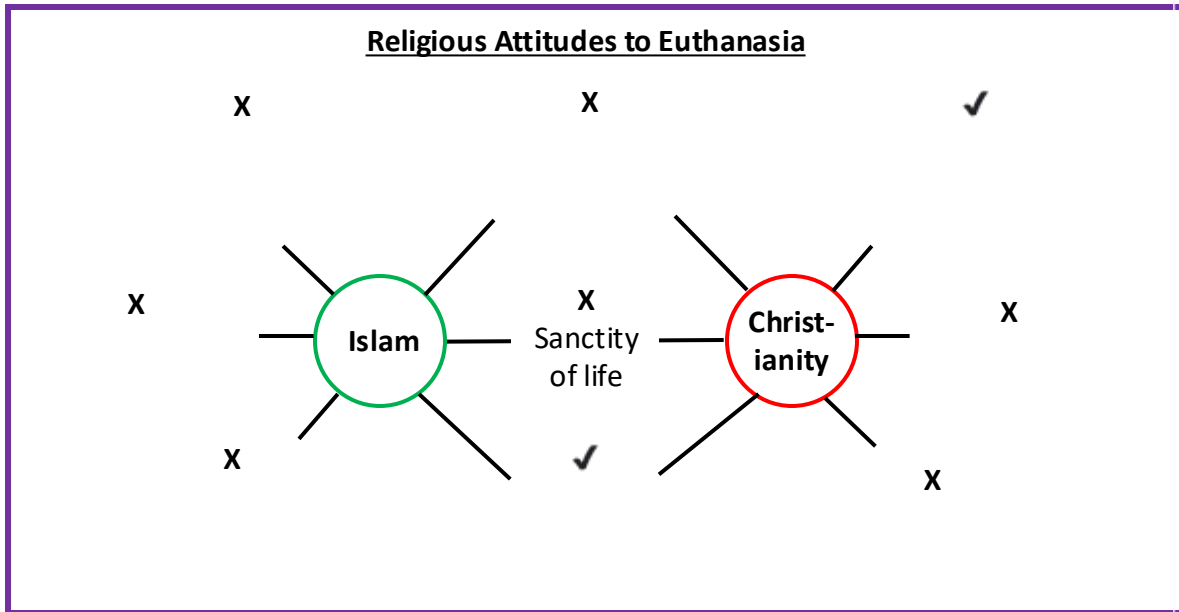 Religious Attitudes to Euthanasia
X
X
✓
X
X
Sanctity
of life
X
Islam
Christ-
ianity
X
✓
X